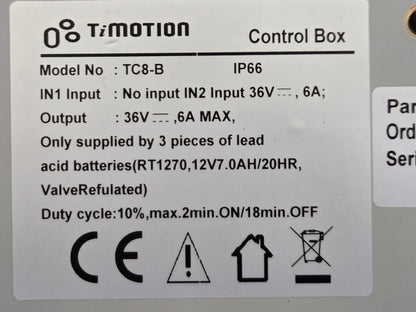 TiMOTION
Control Box
Model No : TC8-B IP66
IN1 Input : No input IN2 Input 36V⎓, 6A;
Output : 36V⎓,6A MAX,
Only supplied by 3 pieces of lead
acid batteries(RT1270,12V7.0AH/20HR,
ValveRefulated)
Duty cycle:10%,max.2min.ON/18min.OFF
CE
Par
Ord
Seri